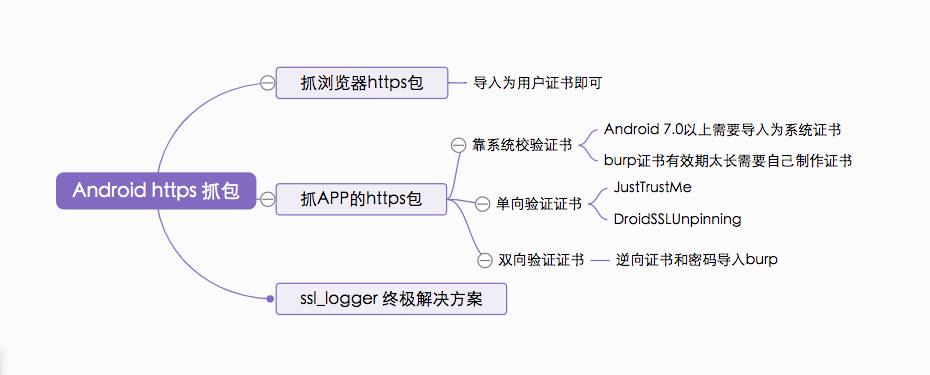 Android https 抓包
抓浏览器https包
导入为用户证书即可
抓APP的https包
靠系统校验证书
Android 7.0以上需要导入为系统证书
burp证书有效期太长需要自己制作证书
单向验证证书
JustTrustMe
DroidSSLUnpinning
双向验证证书
逆向证书和密码导入burp
ssl_logger 终极解决方案